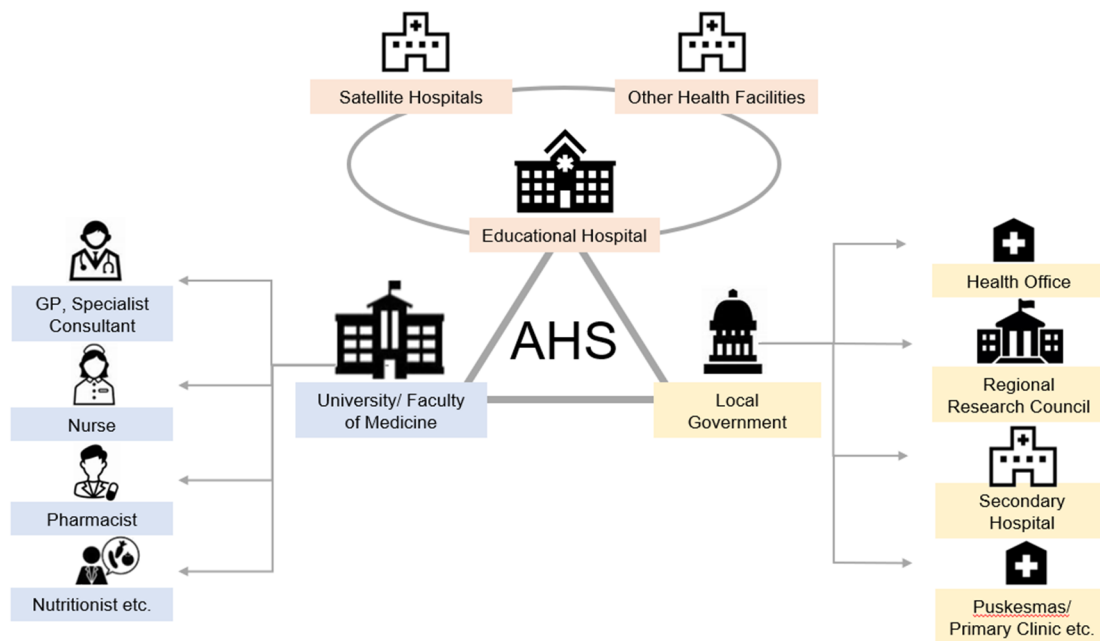 Satellite Hospitals
Other Health Facilities
Educational Hospital
AHS
University/ Faculty
of Medicine
Local
Government
GP, Specialist
Consultant
Nurse
Pharmacist
Nutritionist etc.
Health Office
Regional
Research Council
Secondary
Hospital
Puskesmas/
Primary Clinic etc.